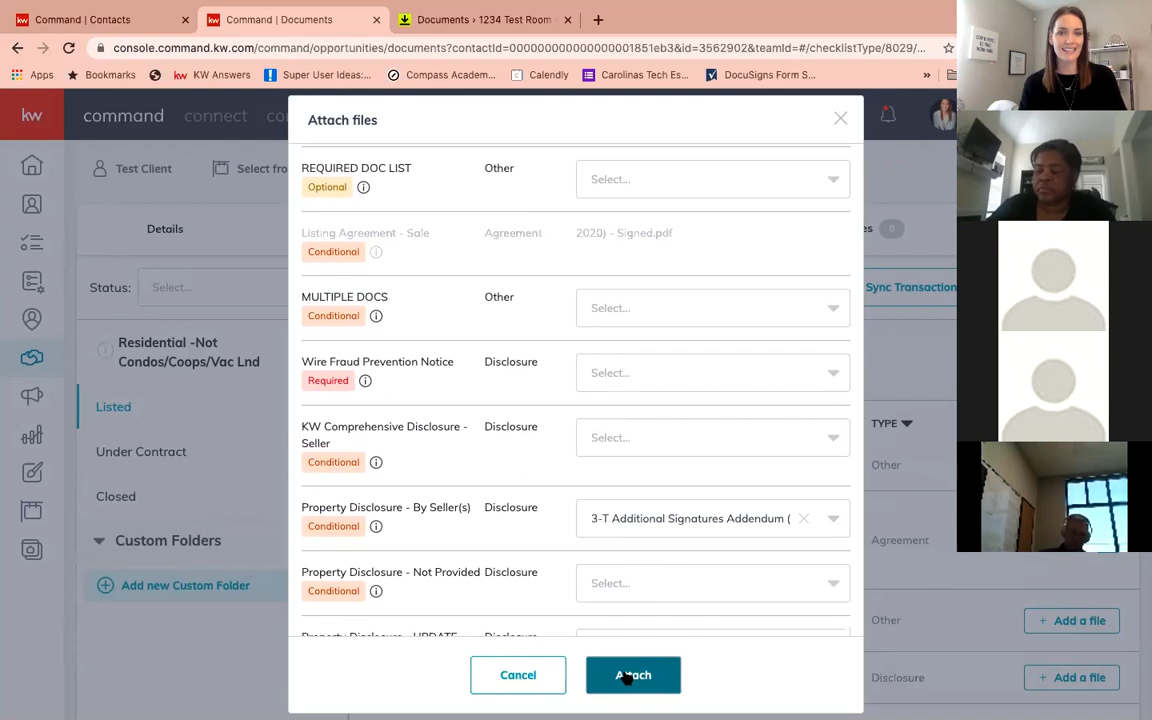 Command | Contacts
Command | Documents
Documents › 1234 Test Room
console.command.kw.com/command/opportunities/documents?contactId=0000000000000000001851eb3&id=3562902&teamId=#/checklistType/8029/...
Apps
Bookmarks
KW Answers
Super User Ideas:...
Compass Academ...
Calendly
Carolinas Tech Es...
DocuSigns Form S...
»
kw
command
connect
Test Client
Details
Status:
Select...
Sync Transaction
Residential -Not
Condos/Coops/Vac Lnd
Listed
Under Contract
Closed
Custom Folders
Add new Custom Folder
Attach files
REQUIRED DOC LIST
Other
Select...
Optional
Listing Agreement - Sale
Agreement
2020) - Signed.pdf
Conditional
MULTIPLE DOCS
Other
Select...
Conditional
Wire Fraud Prevention Notice
Disclosure
Select...
Required
KW Comprehensive Disclosure -
Seller
Disclosure
Select...
Conditional
Property Disclosure - By Seller(s)
Disclosure
3-T Additional Signatures Addendum (
Conditional
Property Disclosure - Not Provided
Disclosure
Select...
Conditional
Property Disclosure - UPDATE
Disclosure
Cancel
Attach
TYPE
Other
Agreement
Other
+ Add a file
Disclosure
+ Add a file